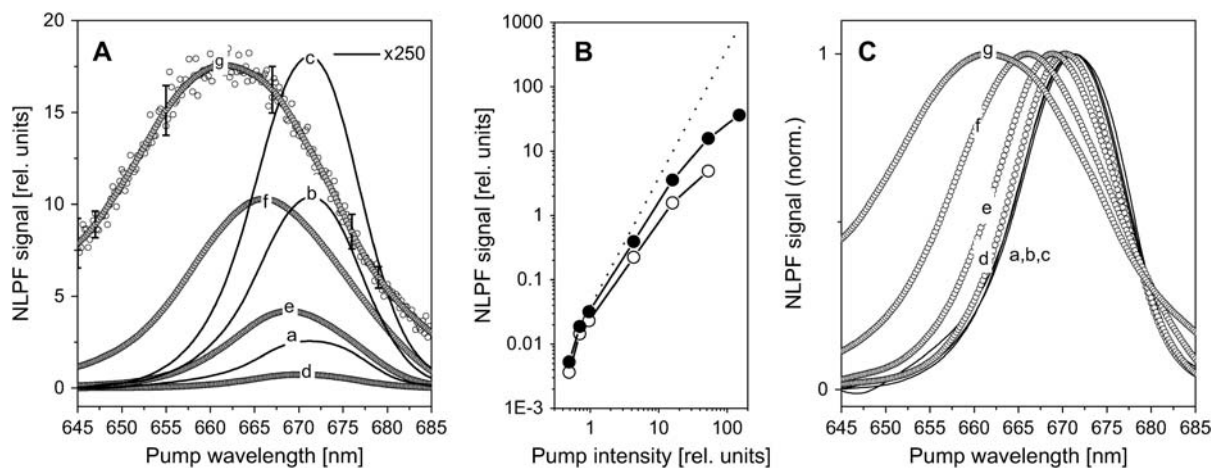 A
NLPF signal [rel. units]
20
15
10
5
0
645 650 655 660 665 670 675 680 685
Pump wavelength [nm]
g
c
b
f
e
a
d
x250
B
NLPF signal [rel. units]
1000
100
10
1
0.1
0.01
1E-3
1 10 100
Pump intensity [rel. units]
C
NLPF signal (norm.)
1
0
645 650 655 660 665 670 675 680 685
Pump wavelength [nm]
g
f
e
d
a,b,c